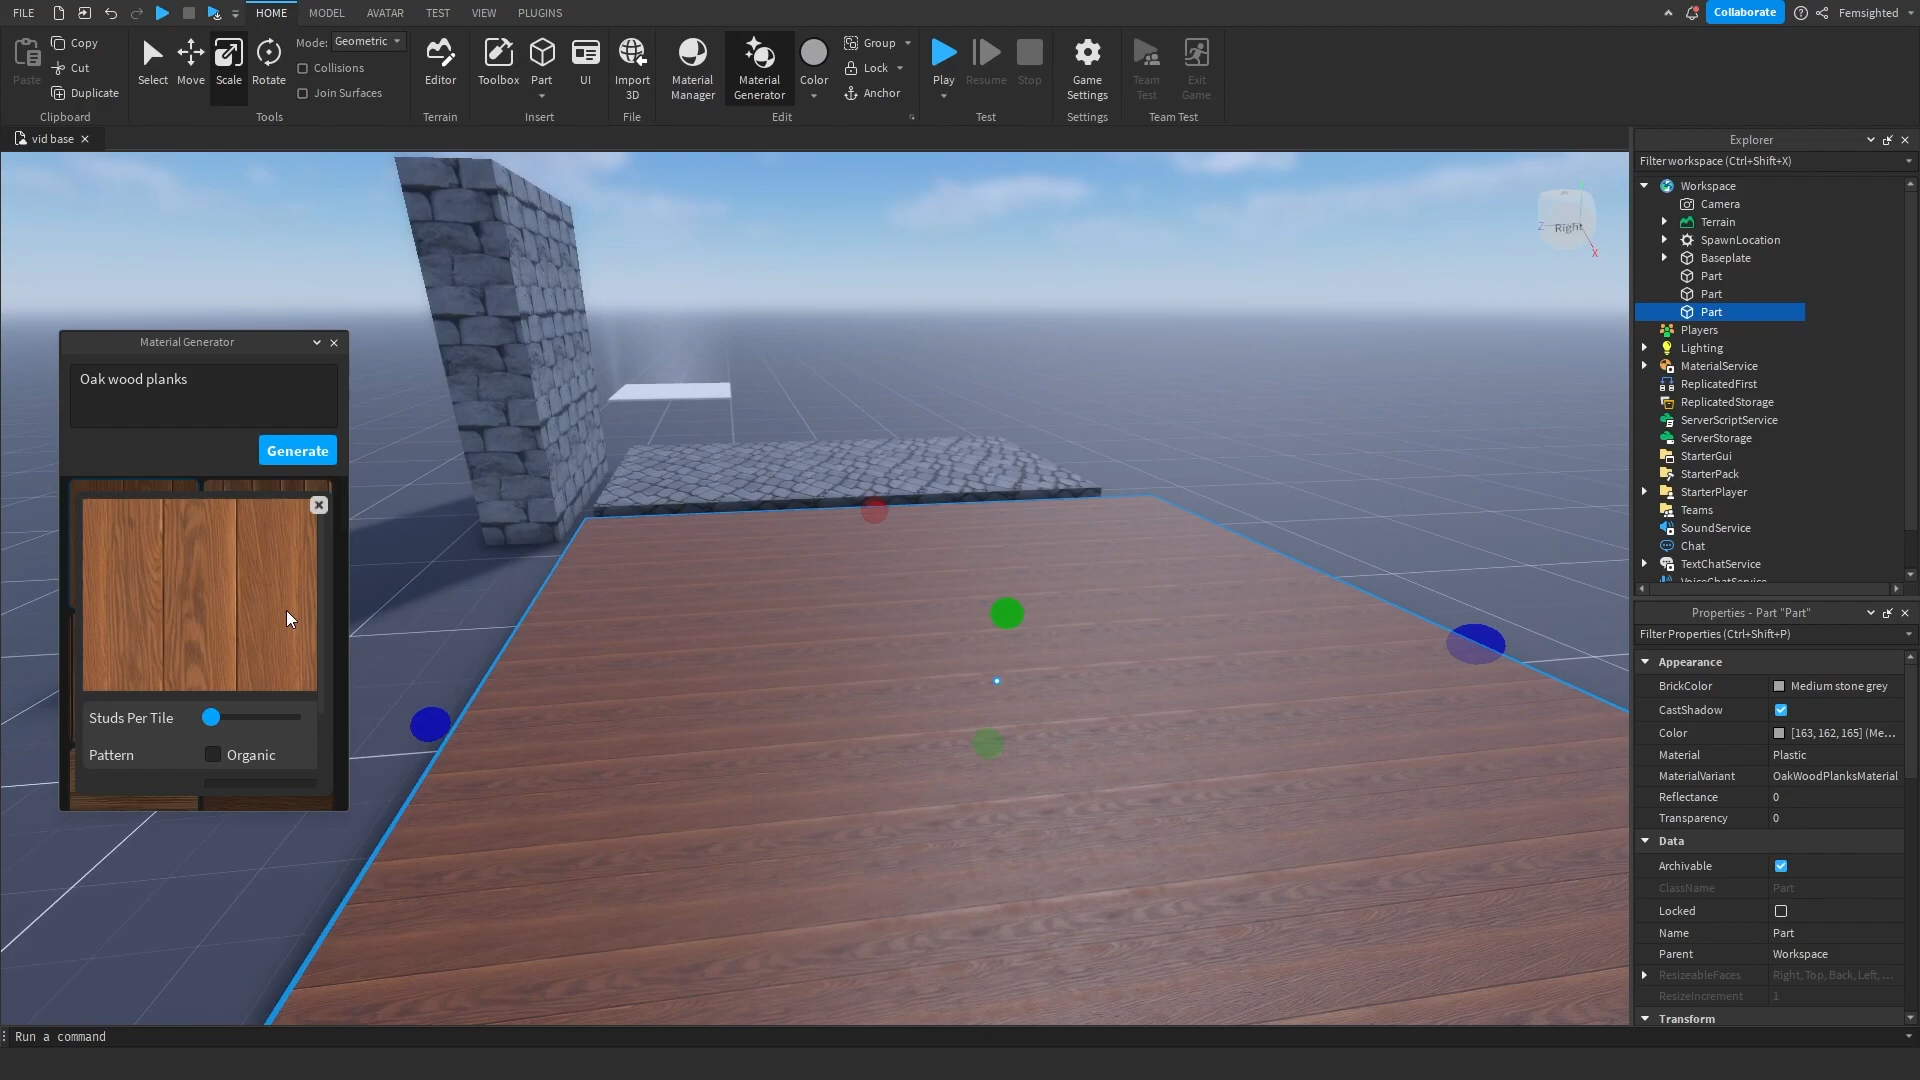 FILE
HOME
MODEL
AVATAR
TEST
VIEW
PLUGINS
Collaborate
Femsighted
Paste
Copy
Cut
Duplicate
Clipboard
Select
Move
Scale
Rotate
Mode: Geometric
Collisions
Join Surfaces
Tools
Editor
Terrain
Toolbox
Part
UI
Insert
Import
3D
File
Material
Manager
Material
Generator
Color
Group
Lock
Anchor
Edit
Play
Resume
Stop
Test
Game
Settings
Settings
Team
Test
Exit
Game
Team Test
vid base
Right
Z
X
Material Generator
Oak wood planks
Generate
Studs Per Tile
Pattern
Organic
Explorer
Filter workspace (Ctrl+Shift+X)
Workspace
Camera
Terrain
SpawnLocation
Baseplate
Part
Part
Part
Players
Lighting
MaterialService
ReplicatedFirst
ReplicatedStorage
ServerScriptService
ServerStorage
StarterGui
StarterPack
StarterPlayer
Teams
SoundService
Chat
TextChatService
VoiceChatService
Properties - Part "Part"
Filter Properties (Ctrl+Shift+P)
Appearance
BrickColor Medium stone grey
CastShadow
Color [163, 162, 165] (Me...
Material Plastic
MaterialVariant OakWoodPlanksMaterial
Reflectance 0
Transparency 0
Data
Archivable
ClassName Part
Locked
Name Part
Parent Workspace
ResizeableFaces Right, Top, Back, Left, ...
ResizeIncrement 1
Transform
Run a command